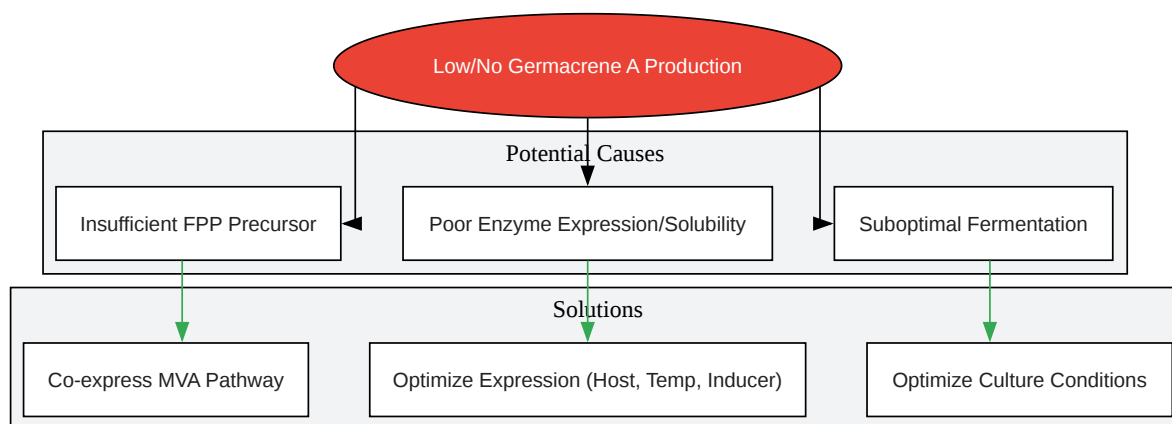 Low/No Germacrene A Production
Potential Causes
Insufficient FPP Precursor
Poor Enzyme Expression/Solubility
Suboptimal Fermentation
Solutions
Co-express MVA Pathway
Optimize Expression (Host, Temp, Inducer)
Optimize Culture Conditions